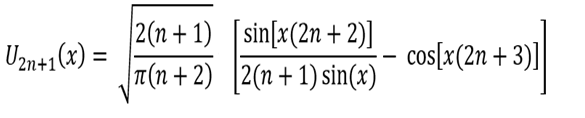 U_{2n+1}(x) = \sqrt{\frac{2(n+1)}{\pi(n+2)}} \left[ \frac{\sin[x(2n+2)]}{2(n+1)\sin(x)} - \cos[x(2n+3)] \right]